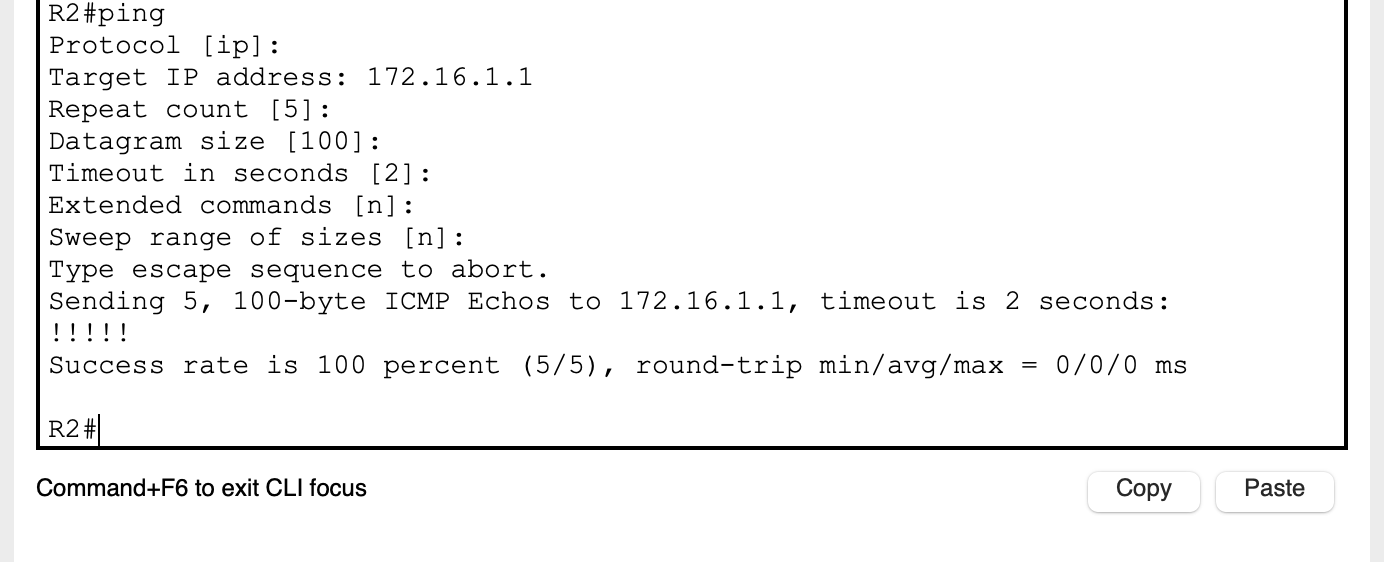 R2#ping
Protocol [ip]:
Target IP address: 172.16.1.1
Repeat count [5]:
Datagram size [100]:
Timeout in seconds [2]:
Extended commands [n]:
Sweep range of sizes [n]:
Type escape sequence to abort.
Sending 5, 100-byte ICMP Echos to 172.16.1.1, timeout is 2 seconds:
!!!!!
Success rate is 100 percent (5/5), round-trip min/avg/max = 0/0/0 ms
R2#
Command+F6 to exit CLI focus
Copy
Paste